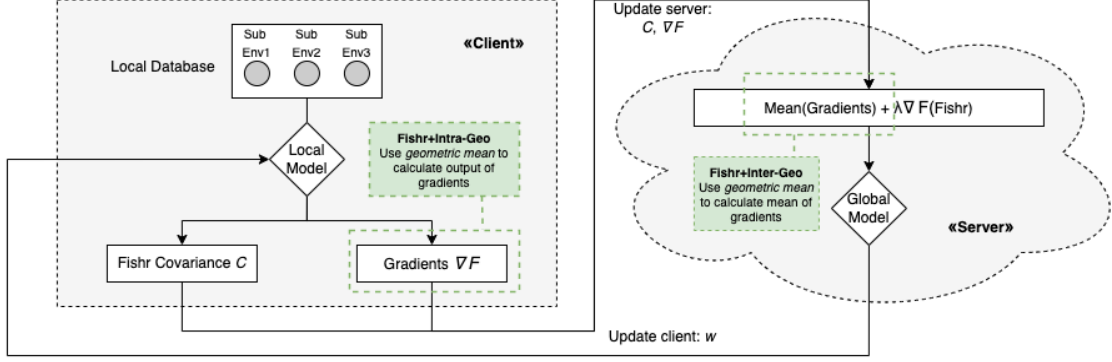 Sub Env1
Sub Env2
Sub Env3
«Client»
Local Database
Local
Model
Fishr+Intra-Geo
Use geometric mean to
calculate output of
gradients
Fishr Covariance C
Gradients ∇F
Update server:
C, ∇F
Mean(Gradients) + λ∇ F(Fishr)
Fishr+Inter-Geo
Use geometric mean
to calculate mean of
gradients
Global
Model
«Server»
Update client: w